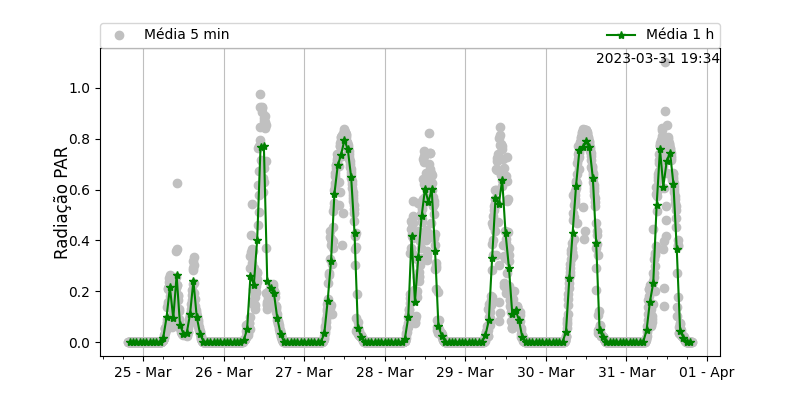 Média 5 min
Média 1 h
2023-03-31 19:34
Radiação PAR
1.0
0.8
0.6
0.4
0.2
0.0
25 - Mar
26 - Mar
27 - Mar
28 - Mar
29 - Mar
30 - Mar
31 - Mar
01 - Apr